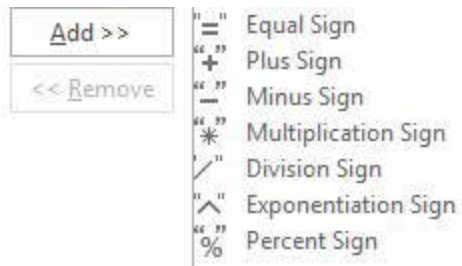 Add >>
<< Remove
"=" Equal Sign
“+” Plus Sign
“−” Minus Sign
“*” Multiplication Sign
/" Division Sign
"^" Exponentiation Sign
“%” Percent Sign